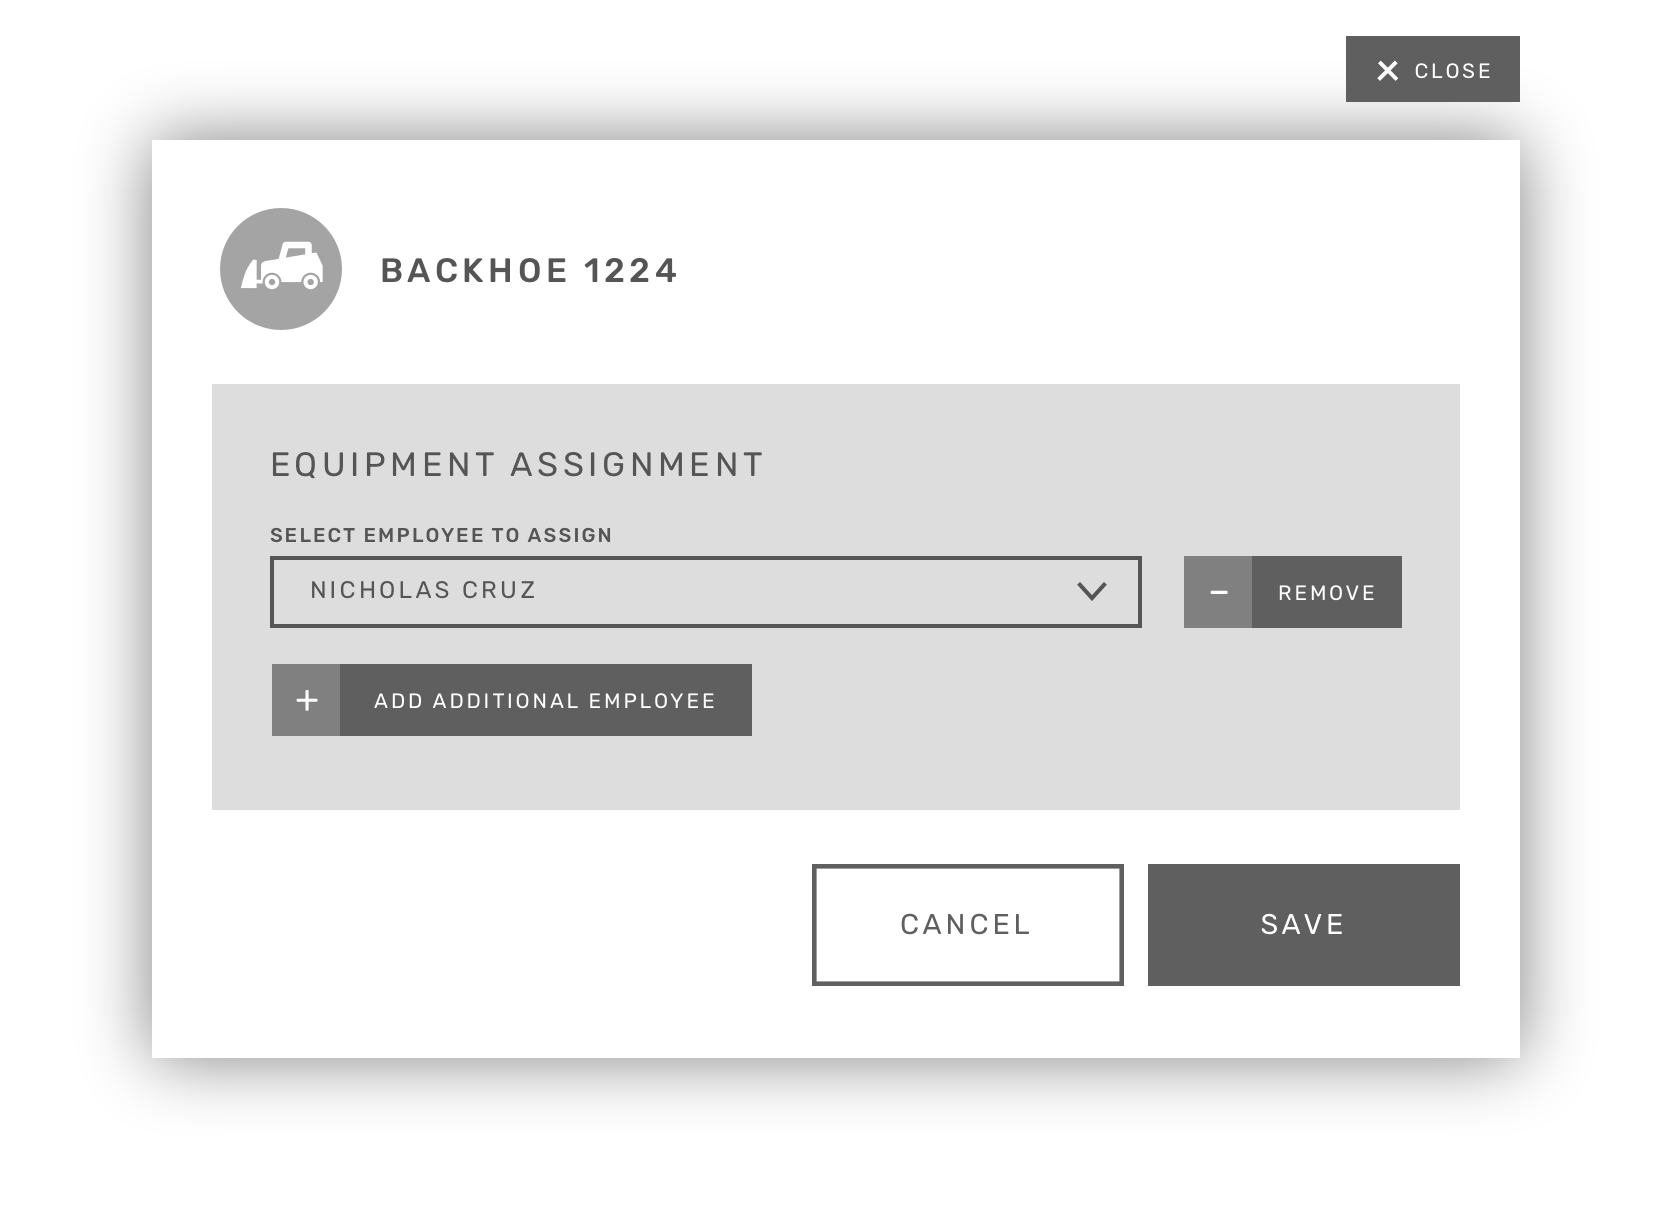 CLOSE
BACKHOE 1224
EQUIPMENT ASSIGNMENT
SELECT EMPLOYEE TO ASSIGN
NICHOLAS CRUZ
REMOVE
ADD ADDITIONAL EMPLOYEE
CANCEL
SAVE